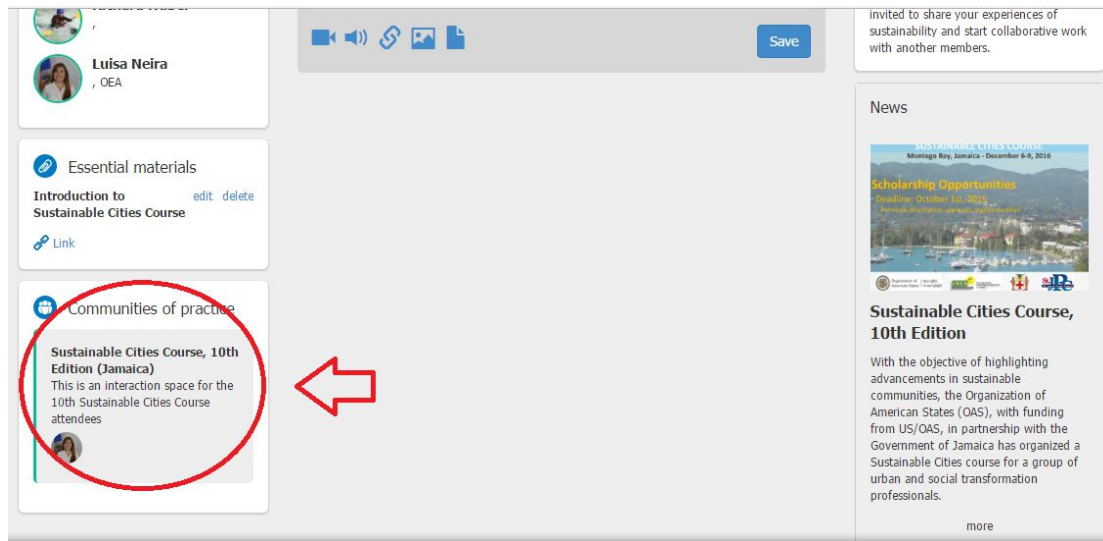 ,
Luisa Neira
, OEA
Essential materials
Introduction to
Sustainable Cities Course
edit delete
Link
Communities of practice
Sustainable Cities Course, 10th
Edition (Jamaica)
This is an interaction space for the
10th Sustainable Cities Course
attendees
Save
invited to share your experiences of
sustainability and start collaborative work
with another members.
News
SUSTAINABLE CITIES COURSE
Montego Bay, Jamaica - December 6-9, 2016
Scholarship Opportunities
Deadline: October 1st, 2016
Sustainable Cities Course,
10th Edition
With the objective of highlighting
advancements in sustainable
communities, the Organization of
American States (OAS), with funding
from US/OAS, in partnership with the
Government of Jamaica has organized a
Sustainable Cities course for a group of
urban and social transformation
professionals.
more